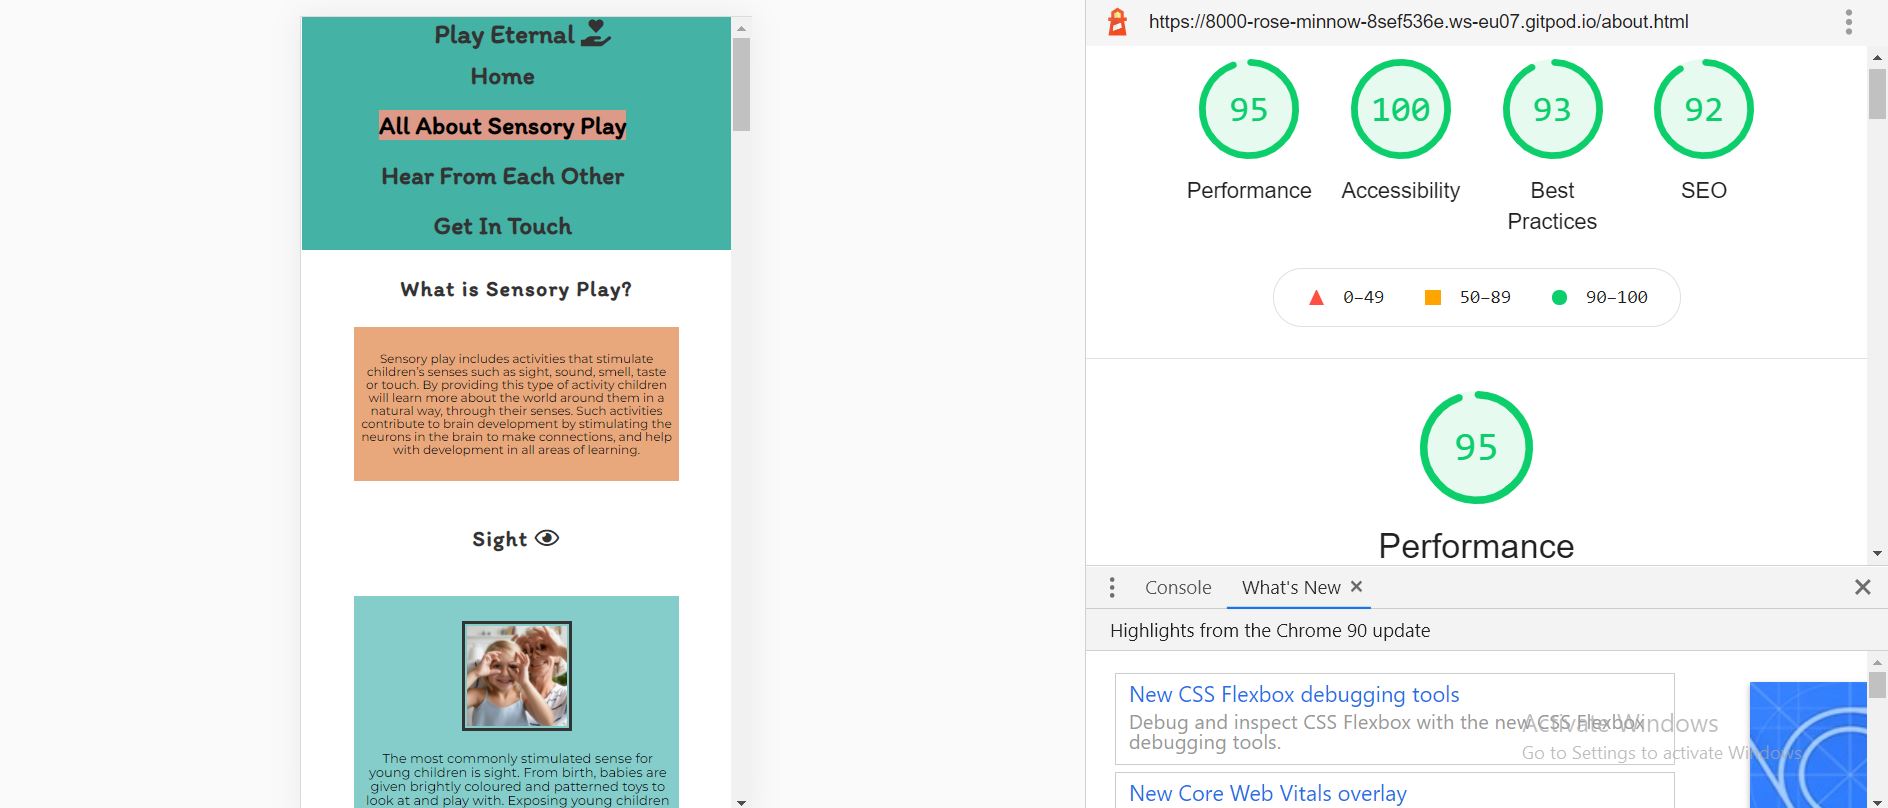 Play Eternal
Home
All About Sensory Play
Hear From Each Other
Get In Touch
What is Sensory Play?
Sensory play includes activities that stimulate
children's senses such as sight, sound, smell, taste
or touch. By providing this type of activity children
will learn more about the world around them in a
natural way, through their senses. Such activities
contribute to brain development by stimulating the
neurons in the brain to make connections, and help
with development in all areas of learning.
Sight
The most commonly stimulated sense for
young children is sight. From birth, babies are
given brightly coloured and patterned toys to
look at and play with. Exposing young children
https://8000-rose-minnow-8sef536e.ws-eu07.gitpod.io/about.html
95
100
93
92
Performance
Accessibility
Best
Practices
SEO
0–49
50–89
90–100
95
Performance
Console
What's New
Highlights from the Chrome 90 update
New CSS Flexbox debugging tools
Debug and inspect CSS Flexbox with the new CSS Flexbox
debugging tools.
Activate Windows
Go to Settings to activate Windows
New Core Web Vitals overlay